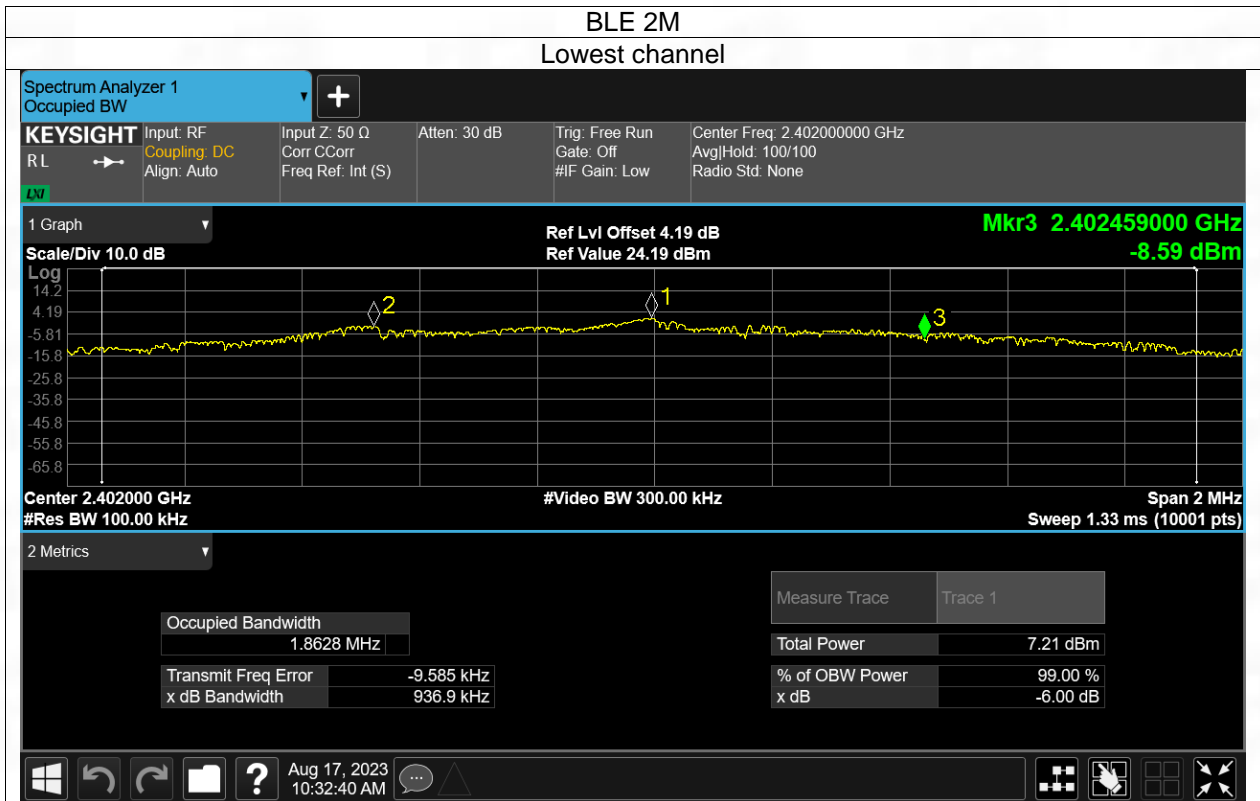 BLE 2M
Lowest channel
Spectrum Analyzer 1
Occupied BW
KEYSIGHT Input: RF Input Z: 50 Ω Atten: 30 dB Trig: Free Run Center Freq: 2.402000000 GHz
R L Coupling: DC Corr CCorr Gate: Off Avg|Hold: 100/100
Align: Auto Freq Ref: Int (S) #IF Gain: Low Radio Std: None
LXI
1 Graph Ref Lvl Offset 4.19 dB Mkr3 2.402459000 GHz
Scale/Div 10.0 dB Ref Value 24.19 dBm -8.59 dBm
Log
14.2
4.19
-5.81
-15.8
-25.8
-35.8
-45.8
-55.8
-65.8
2 1 3
Center 2.402000 GHz #Video BW 300.00 kHz Span 2 MHz
#Res BW 100.00 kHz Sweep 1.33 ms (10001 pts)
2 Metrics
Measure Trace Trace 1
Occupied Bandwidth
1.8628 MHz Total Power 7.21 dBm
Transmit Freq Error -9.585 kHz % of OBW Power 99.00 %
x dB Bandwidth 936.9 kHz x dB -6.00 dB
? Aug 17, 2023
10:32:40 AM